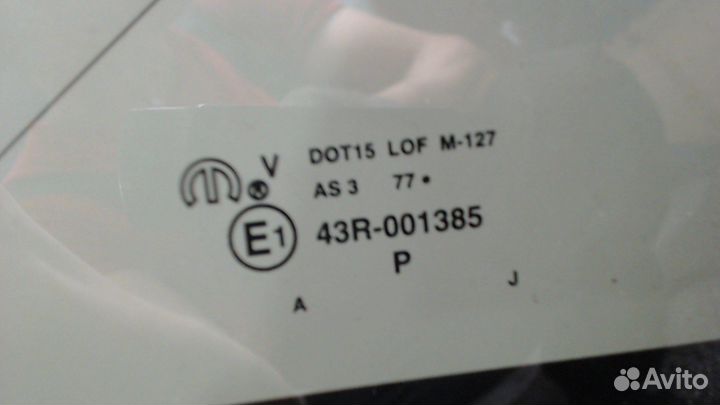 DOT15 LOF M-127
V
AS 3 77 •
E1 43R-001385
P
A J
Avito